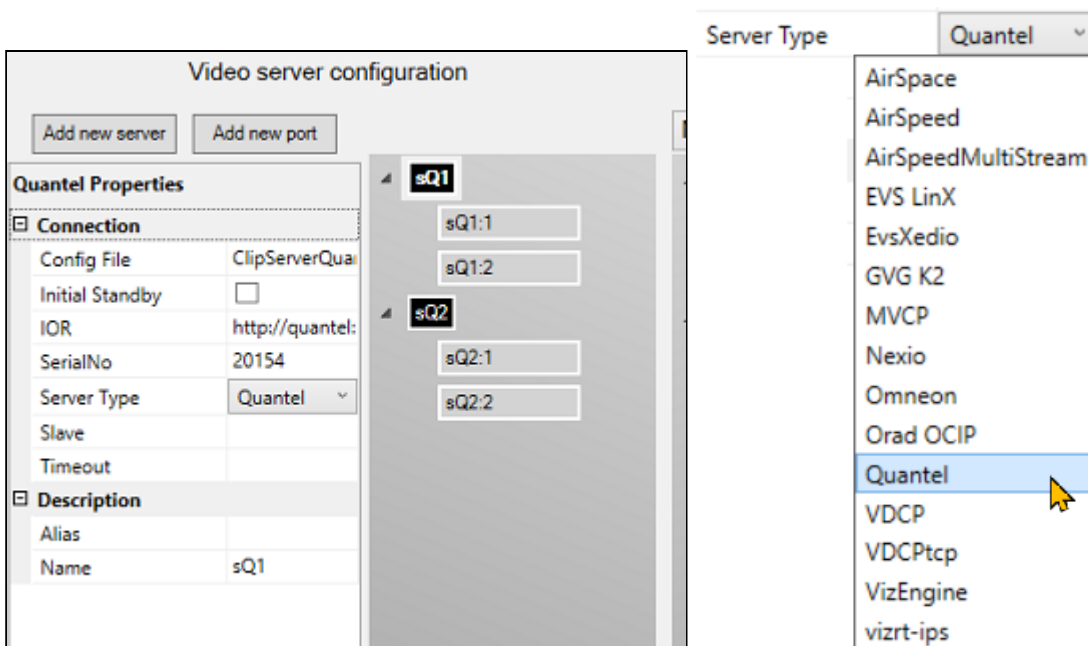 Video server configuration
Add new server Add new port
Quantel Properties
Connection
Config File ClipServerQua
Initial Standby
IOR http://quantel:
SerialNo 20154
Server Type Quantel
Slave
Timeout
Description
Alias
Name sQ1
sQ1
sQ1:1
sQ1:2
sQ2
sQ2:1
sQ2:2
Server Type Quantel
AirSpace
AirSpeed
AirSpeedMultiStream
EVS LinX
EvsXedio
GVG K2
MVCP
Nexio
Omneon
Orad OCIP
Quantel
VDCP
VDCPtcp
VizEngine
vizrt-ips